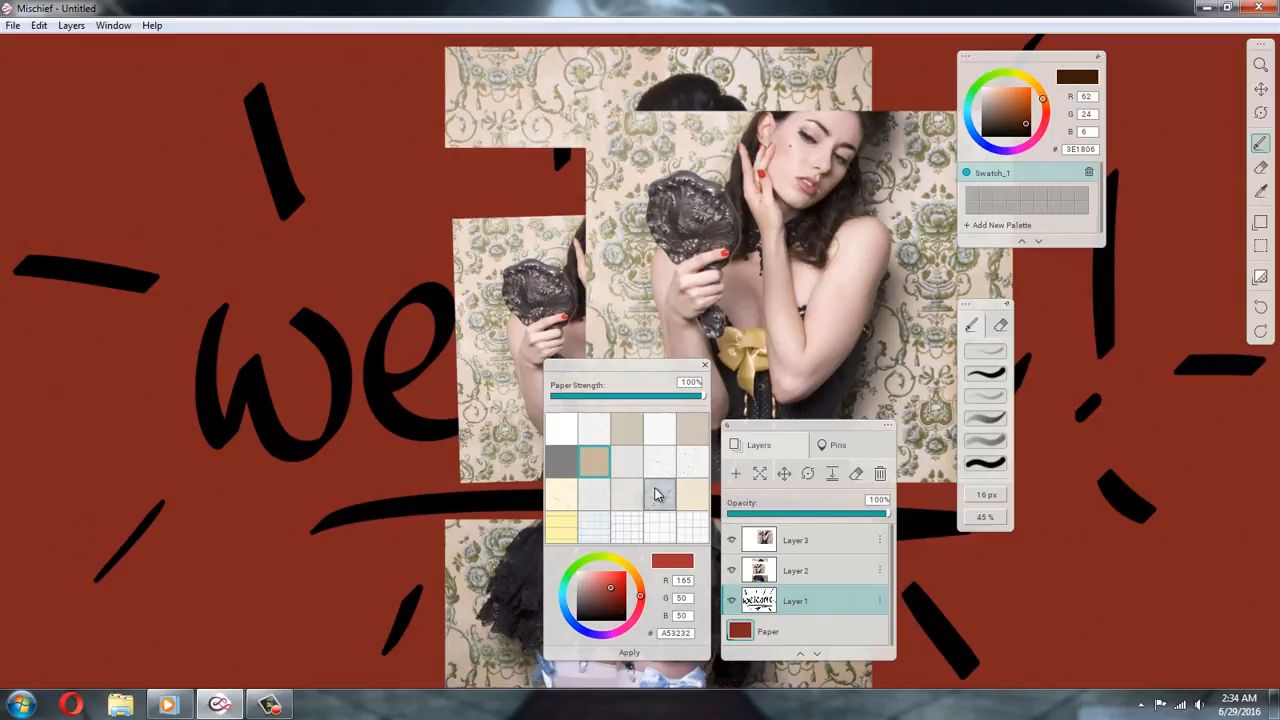 Mischief - Untitled
File Edit Layers Window Help
R 62
G 24
B 6
# 3E1806
Swatch_1
+ Add New Palette
we
!
Paper Strength: 100%
16 px
45 %
Layers Pins
Opacity: 100%
Layer 3
Layer 2
welcome Layer 1
Paper
R 165
G 50
B 50
# A53232
Apply
2:34 AM
6/29/2016